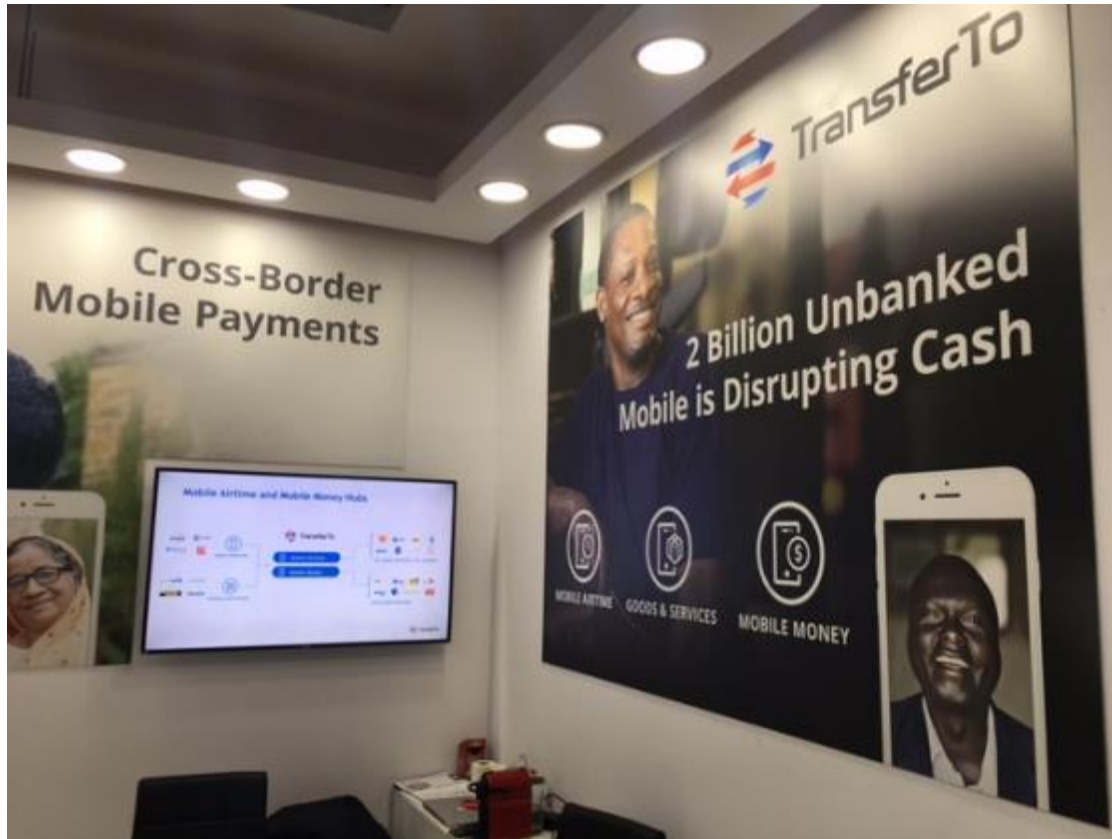 Cross-Border
Mobile Payments
Mobile Airtime and Mobile Money Hubs
TransferTo
TransferTo
2 Billion Unbanked
Mobile is Disrupting Cash
MOBILE AIRTIME
GOODS & SERVICES
MOBILE MONEY